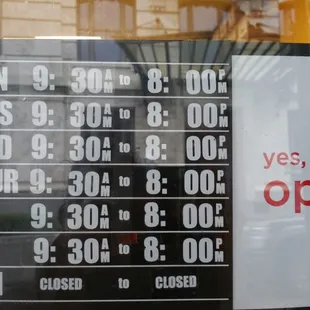 N 9:30AM to 8:00PM
S 9:30AM to 8:00PM
D 9:30AM to 8:00PM
UR 9:30AM to 8:00PM
9:30AM to 8:00PM
9:30AM to 8:00PM
CLOSED to CLOSED
yes,
op